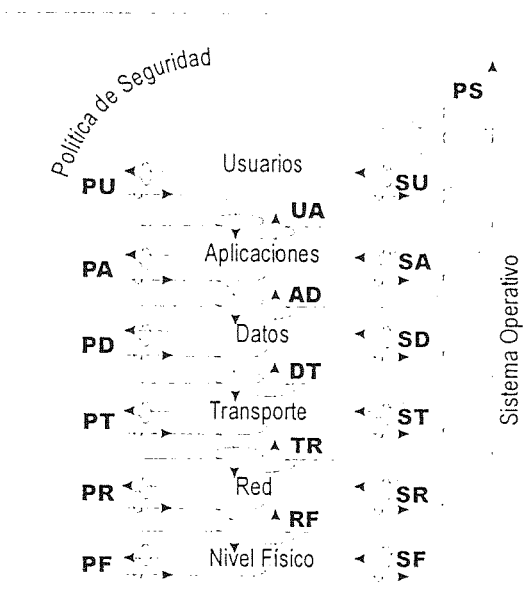 Política de Seguridad
PS
Usuarios
PU
SU
UA
Aplicaciones
PA
SA
AD
Datos
PD
SD
DT
Transporte
PT
ST
TR
Red
PR
SR
RF
Nivel Físico
PF
SF
Sistema Operativo